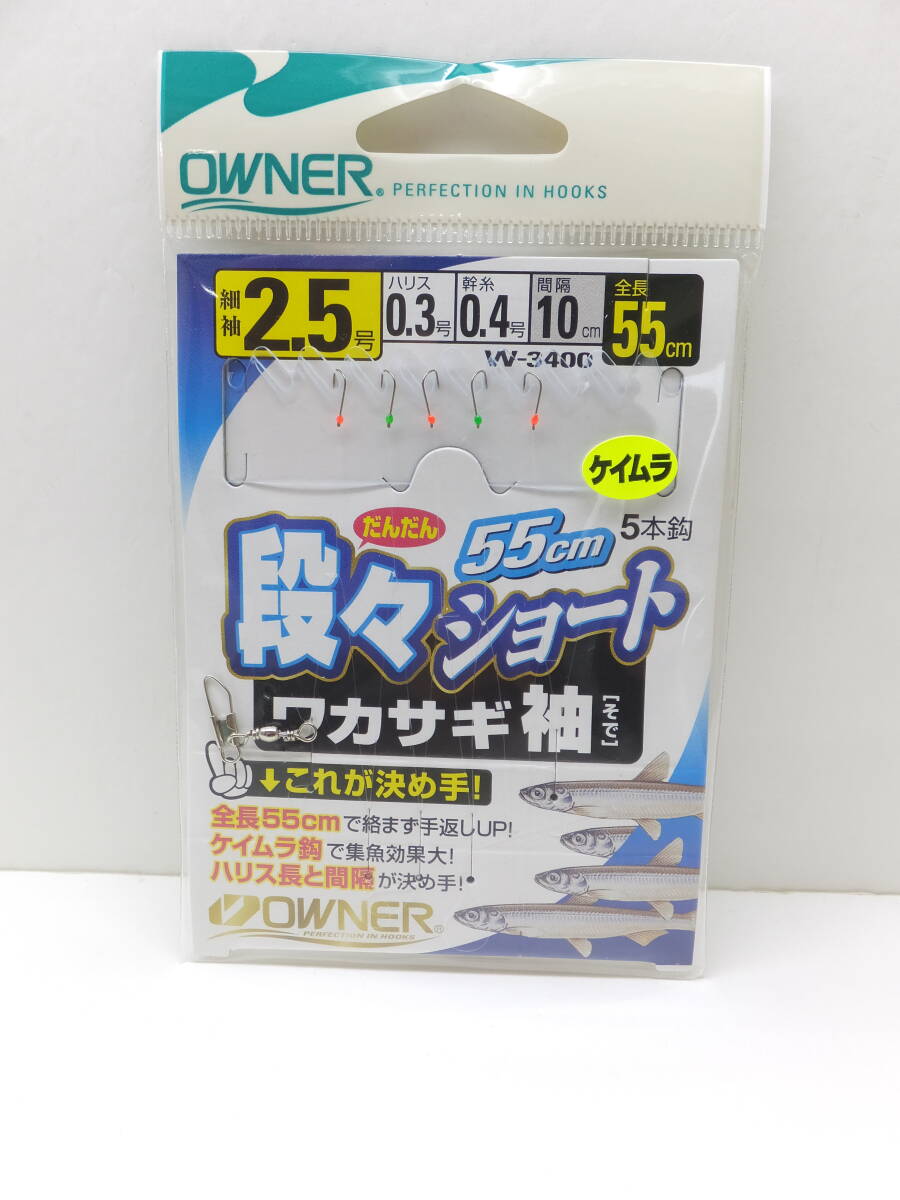 OWNER® PERFECTION IN HOOKS
細袖 2.5号
ハリス 0.3号
幹糸 0.4号
間隔 10cm
全長 55cm
W-3400
ケイムラ
5本鈎
だんだん
55cm
段々ショート
ワカサギ袖[そで]
↓これが決め手!
全長55cmで絡まず手返しUP!
ケイムラ鈎で集魚効果大!
ハリス長と間隔が決め手!
OWNER®
PERFECTION IN HOOKS